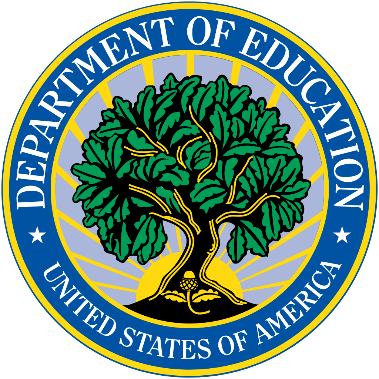 DEPARTMENT OF EDUCATION
UNITED STATES OF AMERICA